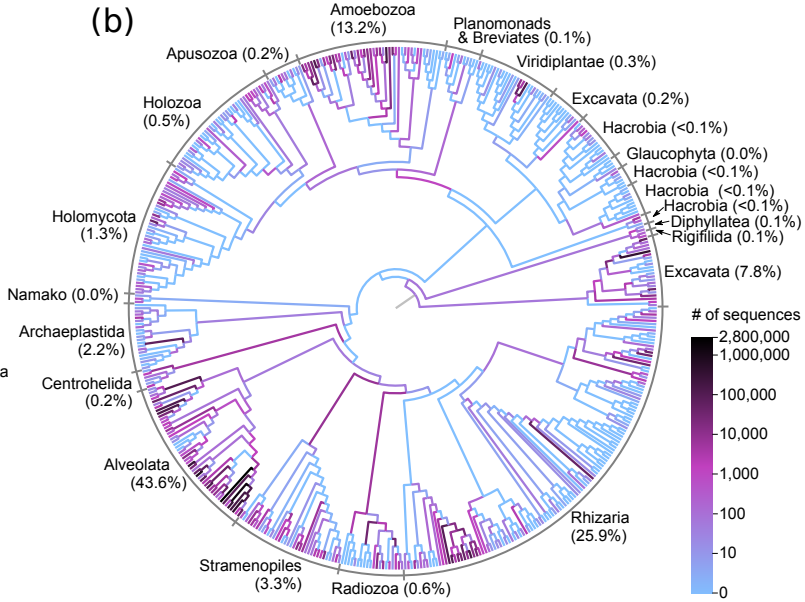 (b)
Amoebozoa
(13.2%)
Planomonads
& Breviates (0.1%)
Viridiplantae (0.3%)
Excavata (0.2%)
Hacrobia (<0.1%)
Glaucophyta (0.0%)
Hacrobia (<0.1%)
Hacrobia (<0.1%)
Hacrobia (<0.1%)
Diphyllatea (0.1%)
Rigifilida (0.1%)
Excavata (7.8%)
Rhizaria
(25.9%)
Radiozoa (0.6%)
Stramenopiles
(3.3%)
Alveolata
(43.6%)
Centrohelida
(0.2%)
Archaeplastida
(2.2%)
Namako (0.0%)
Holomycota
(1.3%)
Holozoa
(0.5%)
Apusozoa (0.2%)
a
# of sequences
2,800,000
1,000,000
100,000
10,000
1,000
100
10
0